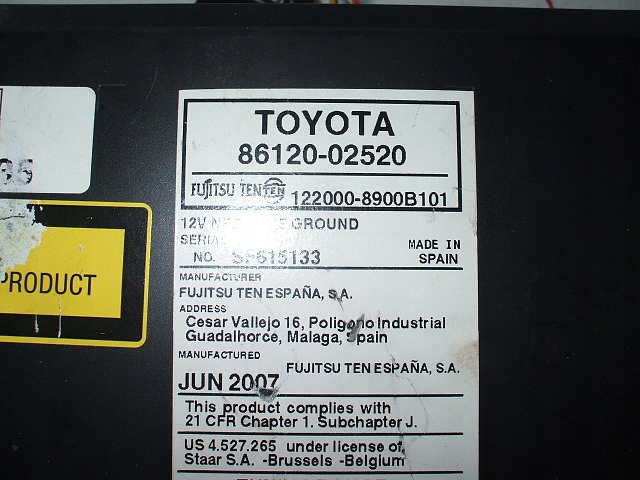 TOYOTA
86120-02520
FUJITSU TEN TEN 122000-8900B101
12V GROUND
SERIAL
NO. SF615133
MADE IN
SPAIN
MANUFACTURER
FUJITSU TEN ESPAÑA, S.A.
ADDRESS
Cesar Vallejo 16, Poligono Industrial
Guadalhorce, Malaga, Spain
MANUFACTURED
FUJITSU TEN ESPAÑA, S.A.
JUN 2007
This product complies with
21 CFR Chapter 1. Subchapter J.
US 4.527.265 under license of
Staar S.A. -Brussels -Belgium
PRODUCT